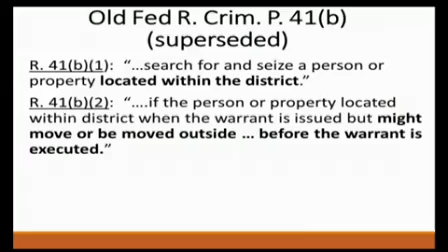 Old Fed R. Crim. P. 41(b)
(superseded)
R. 41(b)(1): “...search for and seize a person or
property located within the district.”
R. 41(b)(2): “....if the person or property located
within district when the warrant is issued but might
move or be moved outside ... before the warrant is
executed.”